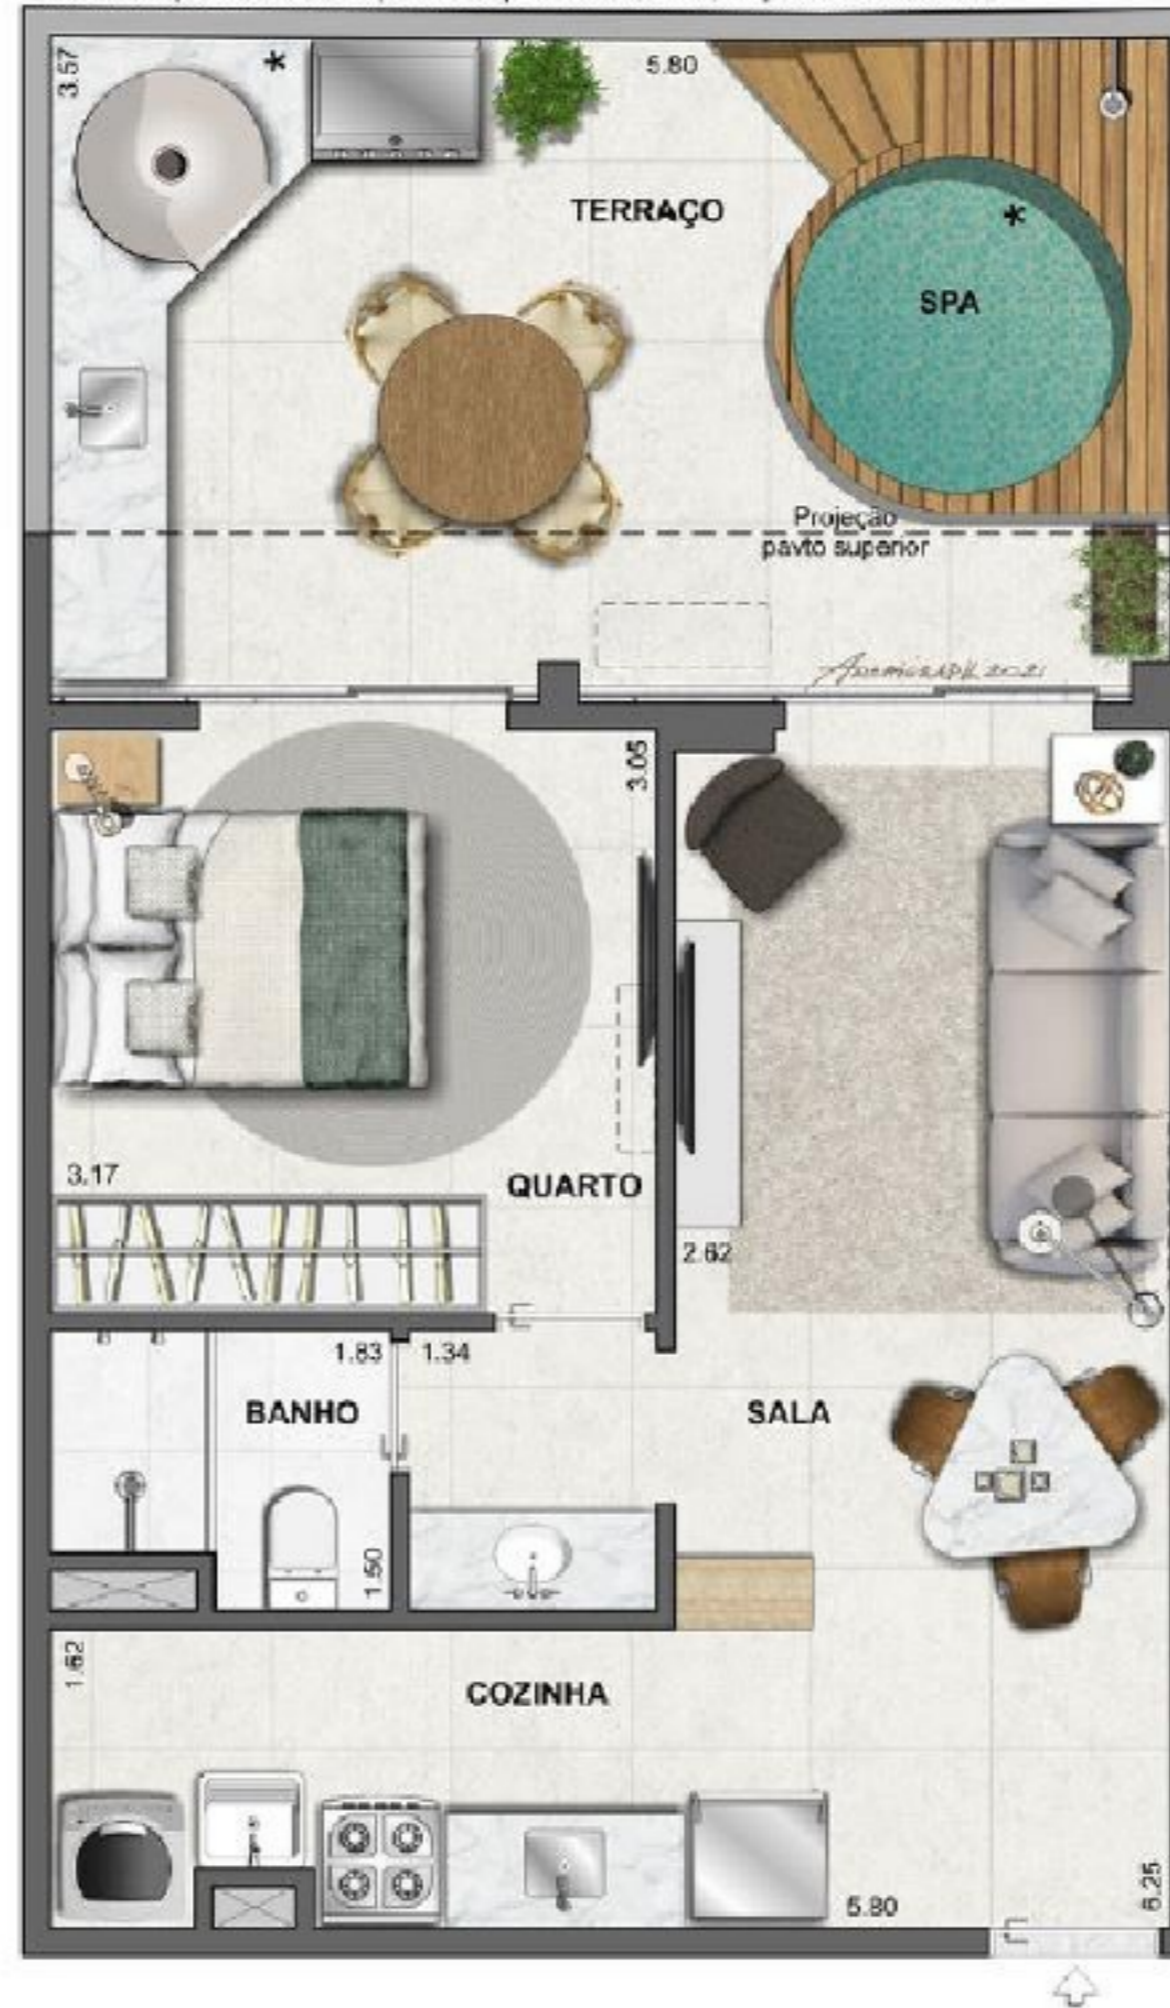 3.57
*
5.80
TERRAÇO
*
SPA
Projeção
pavto superior
3.05
3.17
QUARTO
2.62
1.83
1.34
BANHO
SALA
1.50
1.62
COZINHA
5.80
6.25